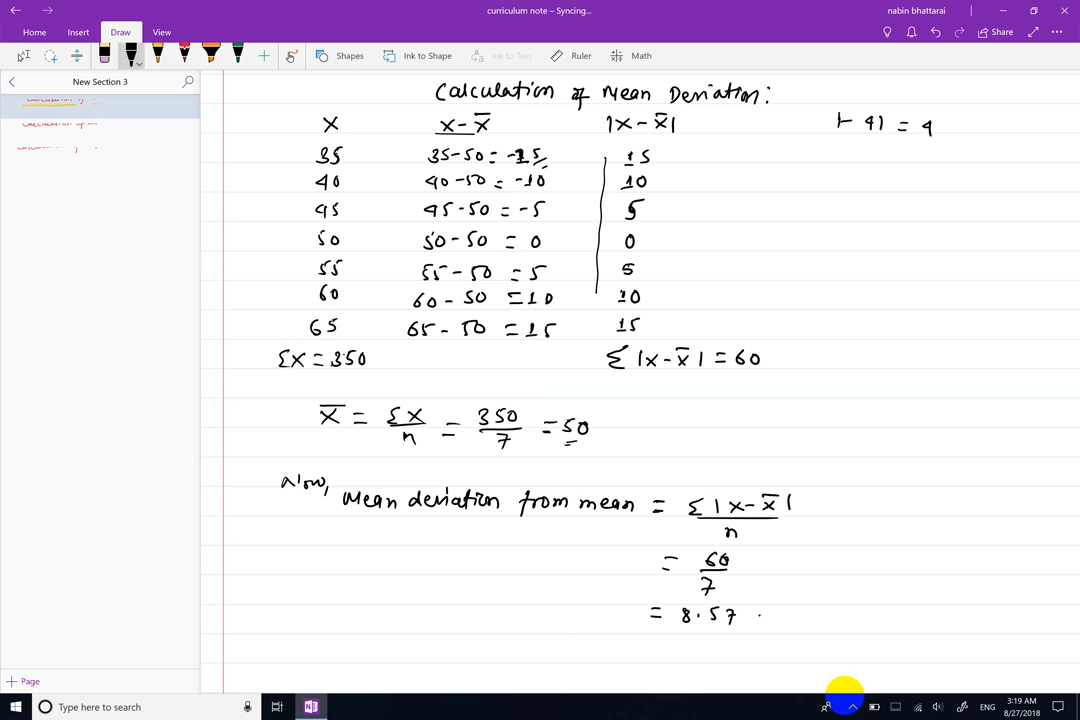 curriculum note – Syncing...
nabin bhattarai
Home Insert Draw View
Share
Shapes Ink to Shape Ink to Text Ruler Math
New Section 3
Calculation of Mean Deviation:
X x-x̄ |x-x̄| |-4| = 4
35 35-50 = -15 15
40 40-50 = -10 10
45 45-50 = -5 5
50 50-50 = 0 0
55 55-50 = 5 5
60 60-50 = 10 10
65 65-50 = 15 15
Σx = 350 Σ|x-x̄| = 60
X̄ = Σx/n = 350/7 = 50
Now, Mean deviation from mean = Σ|x-x̄|/n
= 60/7
= 8.57
Page
Type here to search
ENG
3:19 AM
8/27/2018